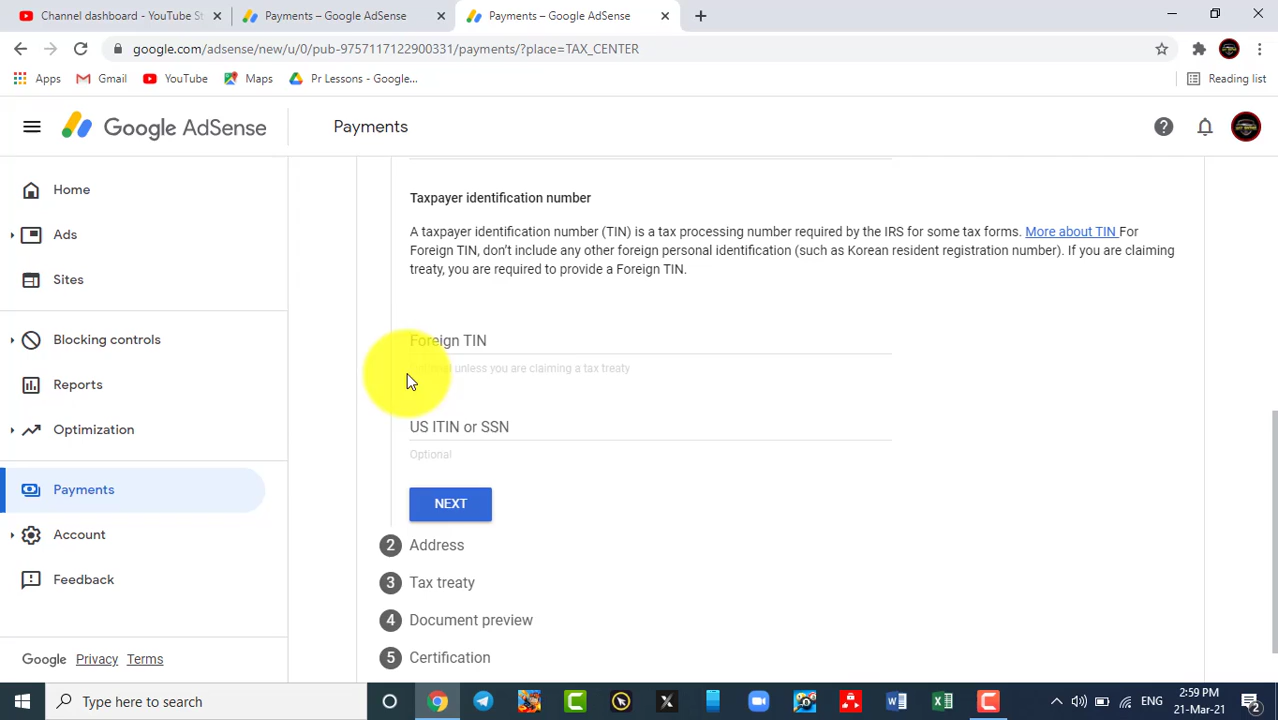 Channel dashboard - YouTube St
Payments – Google AdSense
Payments – Google AdSense
google.com/adsense/new/u/0/pub-9757117122900331/payments/?place=TAX_CENTER
Apps
Gmail
YouTube
Maps
Pr Lessons - Google...
Reading list
Google AdSense
Payments
Home
Ads
Sites
Blocking controls
Reports
Optimization
Payments
Account
Feedback
Google Privacy Terms
Taxpayer identification number
A taxpayer identification number (TIN) is a tax processing number required by the IRS for some tax forms. More about TIN For
Foreign TIN, don't include any other foreign personal identification (such as Korean resident registration number). If you are claiming
treaty, you are required to provide a Foreign TIN.
Foreign TIN
unless you are claiming a tax treaty
US ITIN or SSN
Optional
NEXT
2 Address
3 Tax treaty
4 Document preview
5 Certification
Type here to search
ENG
2:59 PM
21-Mar-21
2